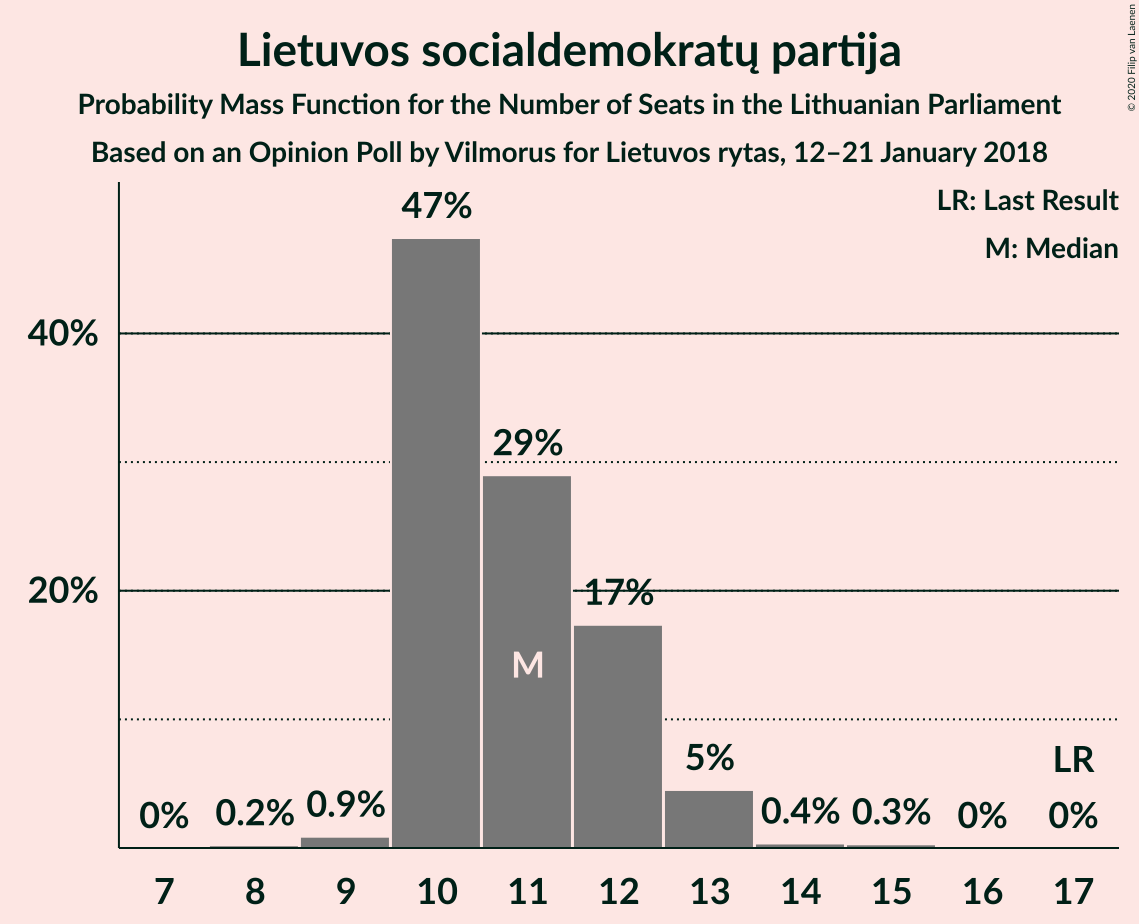 Lietuvos socialdemokratų partija
Probability Mass Function for the Number of Seats in the Lithuanian Parliament
Based on an Opinion Poll by Vilmorus for Lietuvos rytas, 12–21 January 2018
© 2020 Filip van Laenen
LR: Last Result
M: Median
47%
40%
29%
20%
17%
M
5%
LR
0%
0.2%
0.9%
0.4%
0.3%
0%
0%
7 8 9 10 11 12 13 14 15 16 17